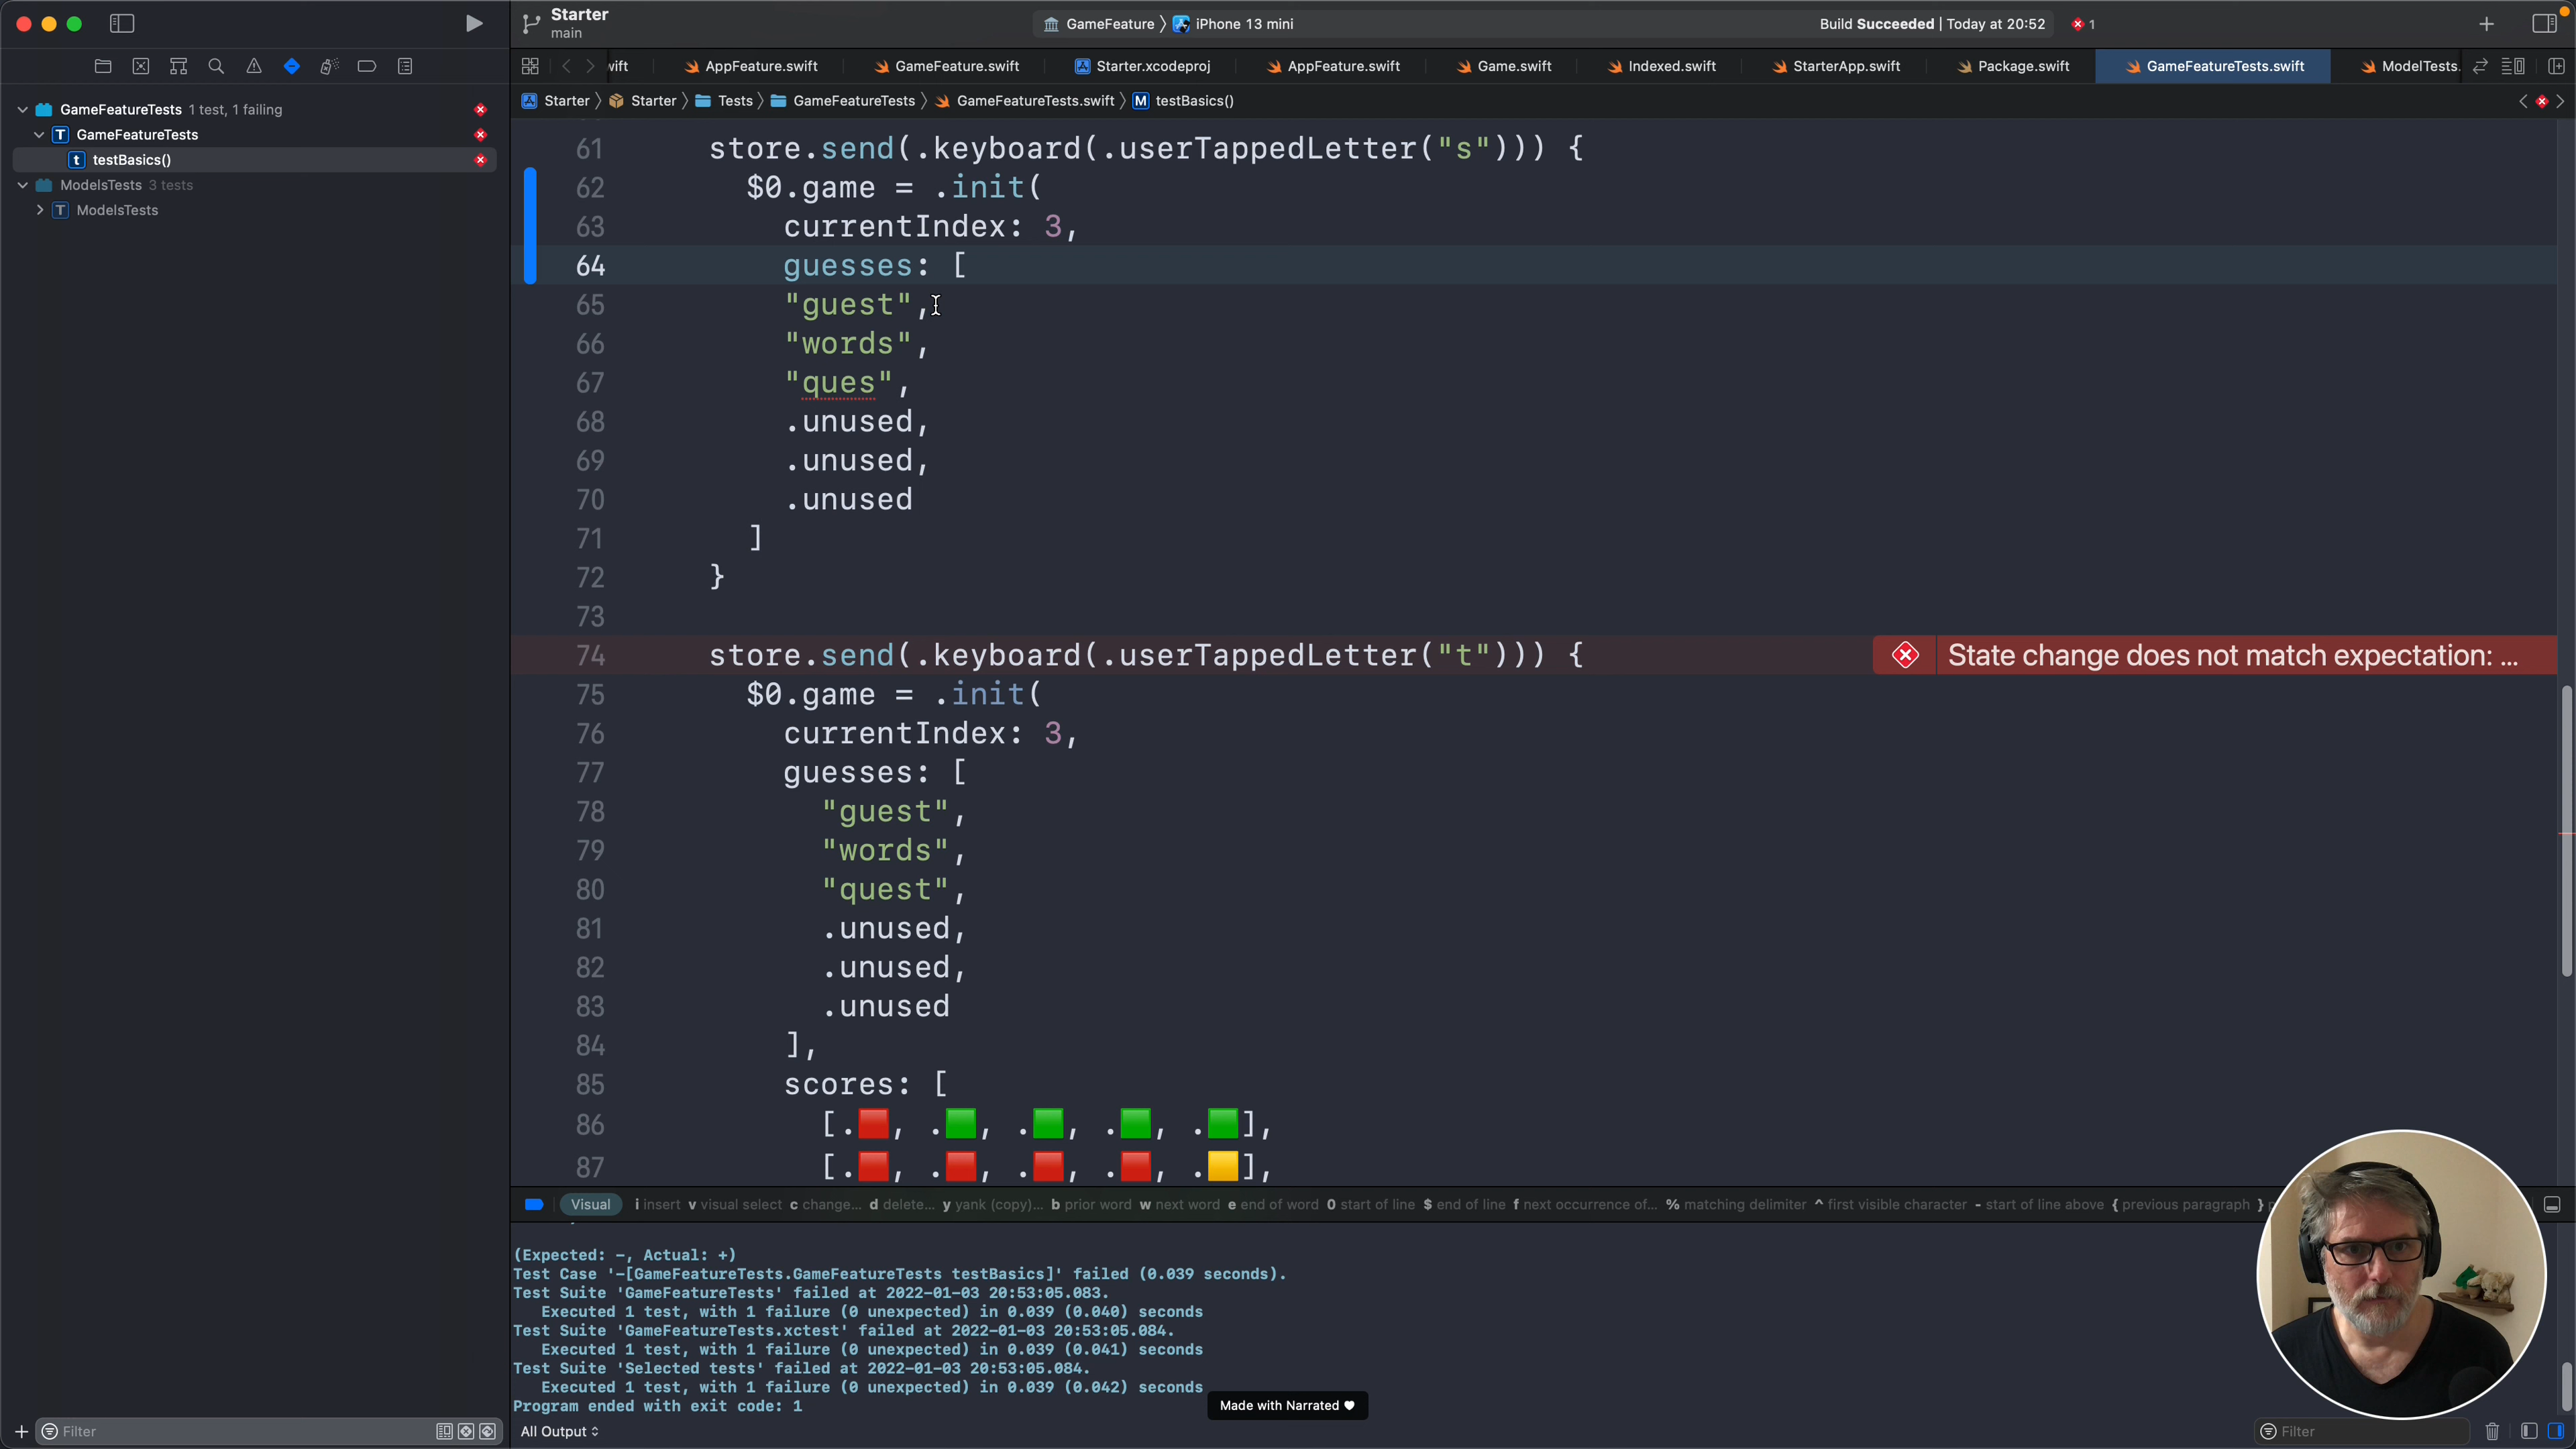 Starter
main
GameFeature 〉 iPhone 13 mini
Build Succeeded | Today at 20:52
1
AppFeature.swift
GameFeature.swift
Starter.xcodeproj
AppFeature.swift
Game.swift
Indexed.swift
StarterApp.swift
Package.swift
GameFeatureTests.swift
ModelTests.
Starter 〉 Starter 〉 Tests 〉 GameFeatureTests 〉 GameFeatureTests.swift 〉 M testBasics()
GameFeatureTests 1 test, 1 failing
T GameFeatureTests
t testBasics()
ModelsTests 3 tests
T ModelsTests
61 store.send(.keyboard(.userTappedLetter("s"))) {
62 $0.game = .init(
63 currentIndex: 3,
64 guesses: [
65 "guest",
66 "words",
67 "ques",
68 .unused,
69 .unused,
70 .unused
71 ]
72 }
73
74 store.send(.keyboard(.userTappedLetter("t"))) {
State change does not match expectation: ...
75 $0.game = .init(
76 currentIndex: 3,
77 guesses: [
78 "guest",
79 "words",
80 "quest",
81 .unused,
82 .unused,
83 .unused
84 ],
85 scores: [
86 [.🟥, .🟩, .🟩, .🟩, .🟩],
87 [.🟥, .🟥, .🟥, .🟥, .🟨],
Visual i insert v visual select c change... d delete... y yank (copy)... b prior word w next word e end of word 0 start of line $ end of line f next occurrence of... % matching delimiter ^ first visible character - start of line above { previous paragraph }
(Expected: −, Actual: +)
Test Case '-[GameFeatureTests.GameFeatureTests testBasics]' failed (0.039 seconds).
Test Suite 'GameFeatureTests' failed at 2022-01-03 20:53:05.083.
Executed 1 test, with 1 failure (0 unexpected) in 0.039 (0.040) seconds
Test Suite 'GameFeatureTests.xctest' failed at 2022-01-03 20:53:05.084.
Executed 1 test, with 1 failure (0 unexpected) in 0.039 (0.041) seconds
Test Suite 'Selected tests' failed at 2022-01-03 20:53:05.084.
Executed 1 test, with 1 failure (0 unexpected) in 0.039 (0.042) seconds
Program ended with exit code: 1
Made with Narrated ♥
Filter
All Output
Filter